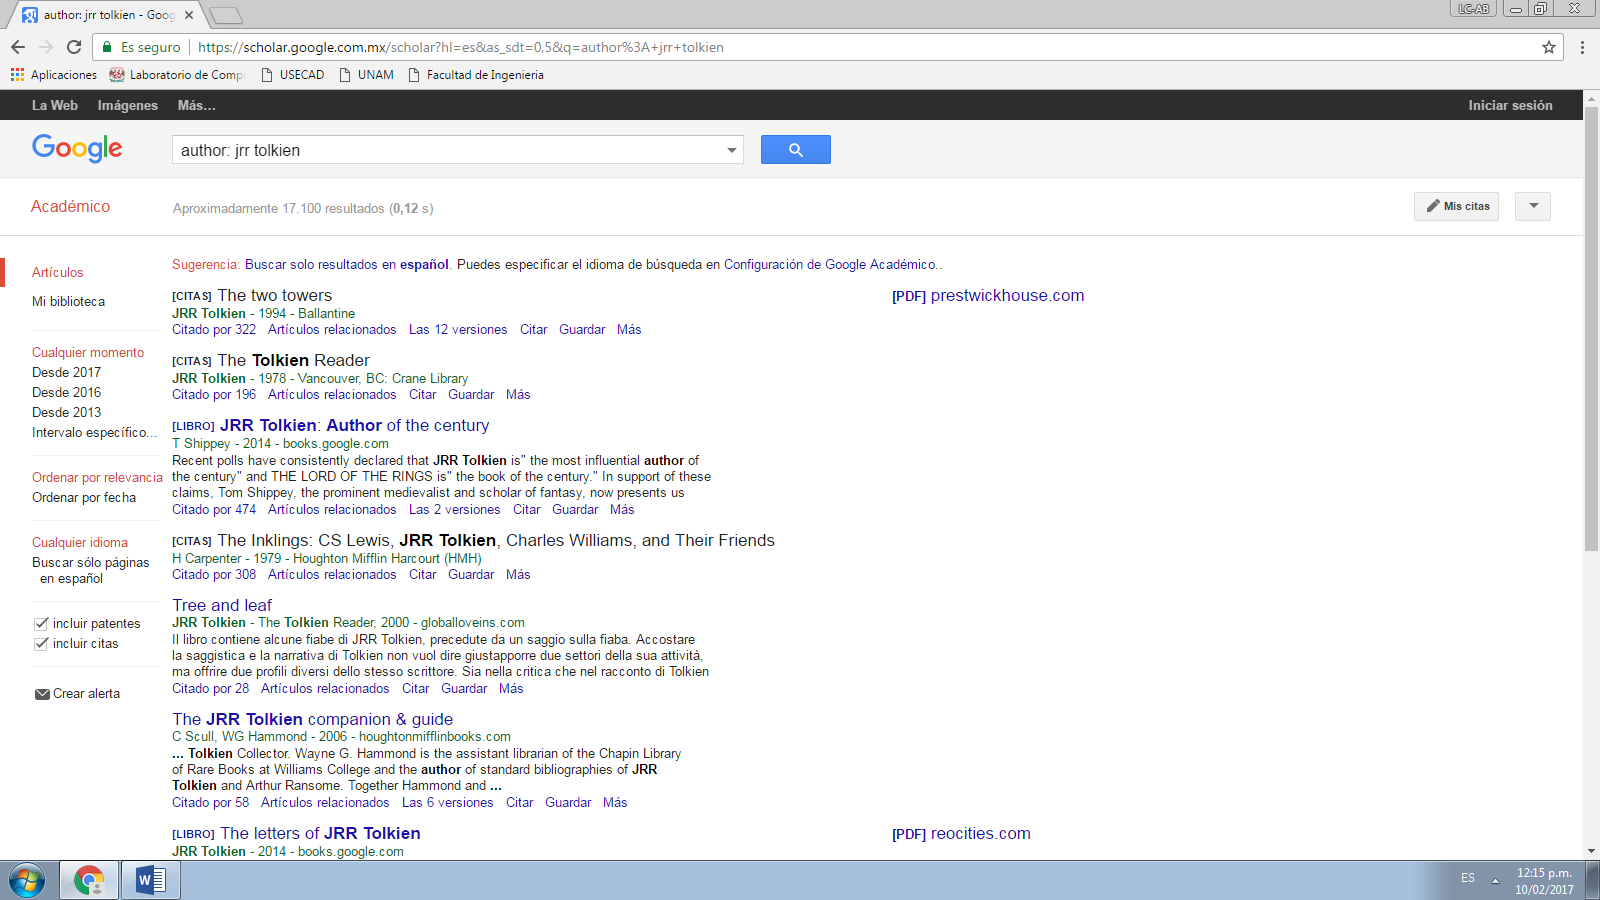 author: jrr tolkien - Goog
LC-AB
Es seguro https://scholar.google.com.mx/scholar?hl=es&as_sdt=0,5&q=author%3A+jrr+tolkien
Aplicaciones Laboratorio de Comp USECAD UNAM Facultad de Ingenieria
La Web Imágenes Más... Iniciar sesión
Google author: jrr tolkien
Académico Aproximadamente 17.100 resultados (0,12 s) Mis citas
Artículos
Mi biblioteca
Cualquier momento
Desde 2017
Desde 2016
Desde 2013
Intervalo específico...
Ordenar por relevancia
Ordenar por fecha
Cualquier idioma
Buscar sólo páginas
en español
incluir patentes
incluir citas
Crear alerta
Sugerencia: Buscar solo resultados en español. Puedes especificar el idioma de búsqueda en Configuración de Google Académico..
[CITAS] The two towers
JRR Tolkien - 1994 - Ballantine
Citado por 322 Artículos relacionados Las 12 versiones Citar Guardar Más
[PDF] prestwickhouse.com
[CITAS] The Tolkien Reader
JRR Tolkien - 1978 - Vancouver, BC: Crane Library
Citado por 196 Artículos relacionados Citar Guardar Más
[LIBRO] JRR Tolkien: Author of the century
T Shippey - 2014 - books.google.com
Recent polls have consistently declared that JRR Tolkien is" the most influential author of
the century" and THE LORD OF THE RINGS is" the book of the century." In support of these
claims, Tom Shippey, the prominent medievalist and scholar of fantasy, now presents us
Citado por 474 Artículos relacionados Las 2 versiones Citar Guardar Más
[CITAS] The Inklings: CS Lewis, JRR Tolkien, Charles Williams, and Their Friends
H Carpenter - 1979 - Houghton Mifflin Harcourt (HMH)
Citado por 308 Artículos relacionados Citar Guardar Más
Tree and leaf
JRR Tolkien - The Tolkien Reader, 2000 - globalloveins.com
Il libro contiene alcune fiabe di JRR Tolkien, precedute da un saggio sulla fiaba. Accostare
la saggistica e la narrativa di Tolkien non vuol dire giustapporre due settori della sua attività,
ma offrire due profili diversi dello stesso scrittore. Sia nella critica che nel racconto di Tolkien
Citado por 28 Artículos relacionados Citar Guardar Más
The JRR Tolkien companion & guide
C Scull, WG Hammond - 2006 - houghtonmifflinbooks.com
... Tolkien Collector. Wayne G. Hammond is the assistant librarian of the Chapin Library
of Rare Books at Williams College and the author of standard bibliographies of JRR
Tolkien and Arthur Ransome. Together Hammond and ...
Citado por 58 Artículos relacionados Las 6 versiones Citar Guardar Más
[LIBRO] The letters of JRR Tolkien
JRR Tolkien - 2014 - books.google.com
[PDF] reocities.com
W
ES
12:15 p.m.
10/02/2017